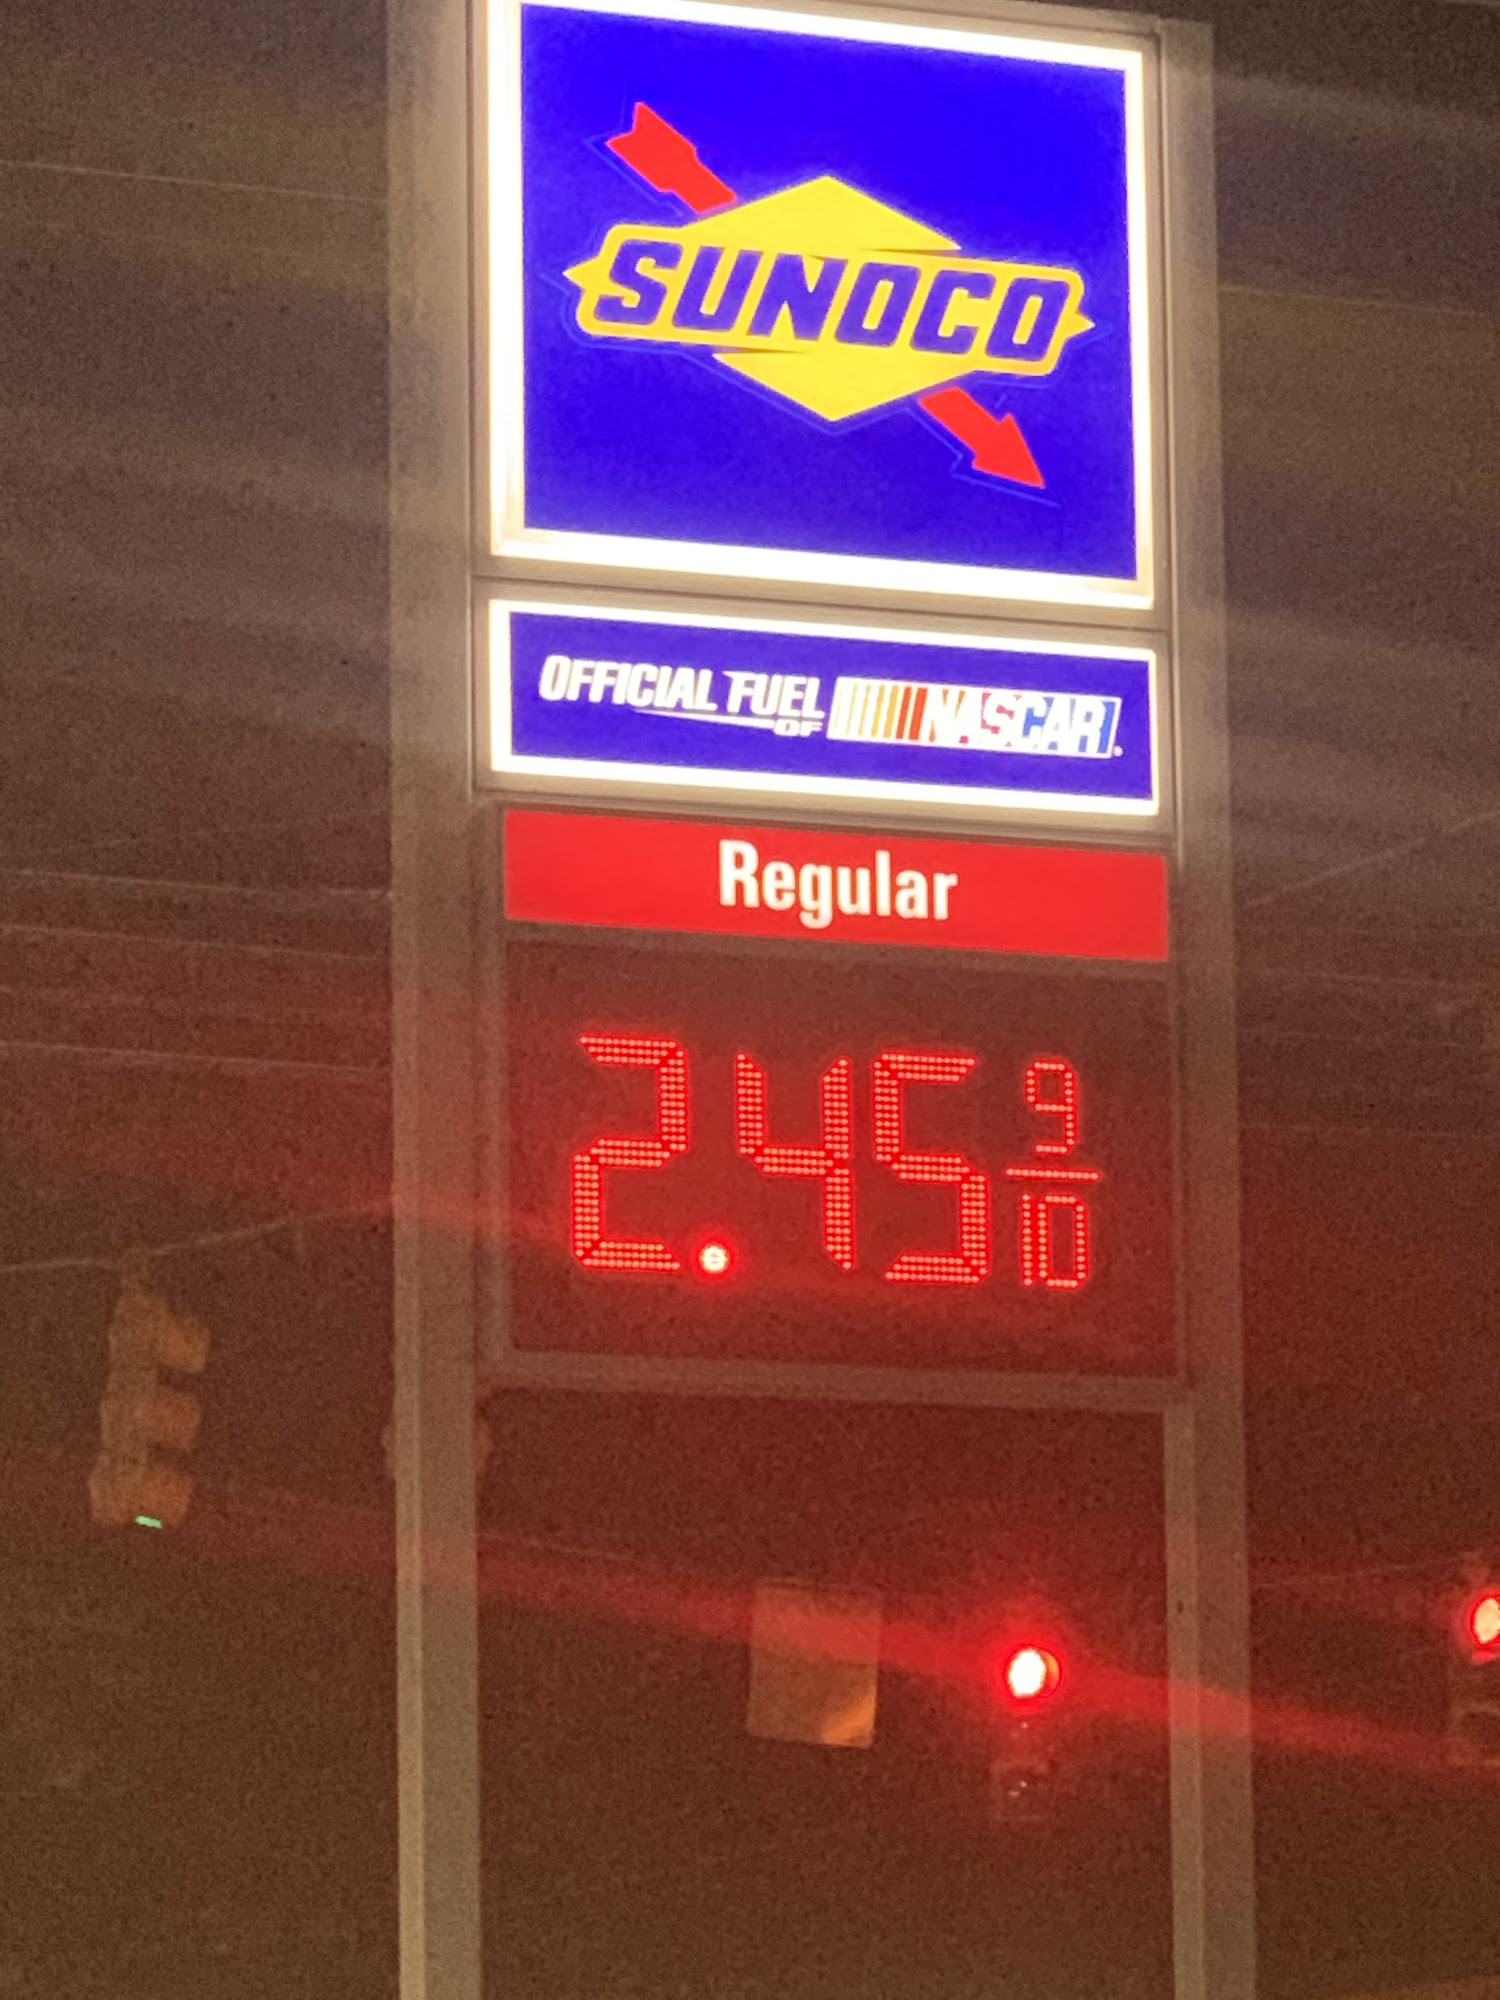 SUNOCO
OFFICIAL FUEL
OF NASCAR
Regular
2.45 9/10